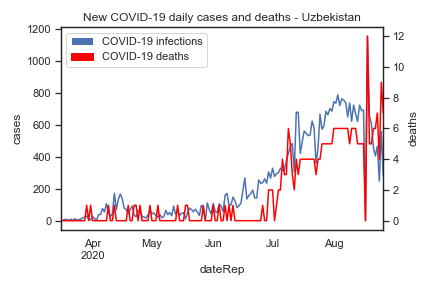 New COVID-19 daily cases and deaths - Uzbekistan
COVID-19 infections
COVID-19 deaths
1200
1000
800
600
400
200
0
cases
12
10
8
6
4
2
0
deaths
Apr
2020
May
Jun
Jul
Aug
dateRep